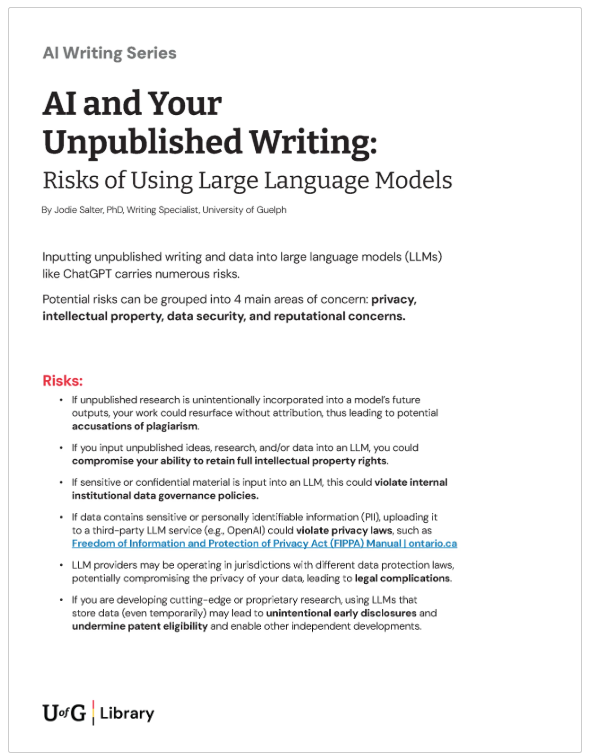 AI Writing Series
AI and Your
Unpublished Writing:
Risks of Using Large Language Models
By Jodie Salter, PhD, Writing Specialist, University of Guelph
Inputting unpublished writing and data into large language models (LLMs)
like ChatGPT carries numerous risks.
Potential risks can be grouped into 4 main areas of concern: privacy,
intellectual property, data security, and reputational concerns.
Risks:
• If unpublished research is unintentionally incorporated into a model's future
outputs, your work could resurface without attribution, thus leading to potential
accusations of plagiarism.
• If you input unpublished ideas, research, and/or data into an LLM, you could
compromise your ability to retain full intellectual property rights.
• If sensitive or confidential material is input into an LLM, this could violate internal
institutional data governance policies.
• If data contains sensitive or personally identifiable information (PII), uploading it
to a third-party LLM service (e.g., OpenAI) could violate privacy laws, such as
Freedom of Information and Protection of Privacy Act (FIPPA) Manual | ontario.ca
• LLM providers may be operating in jurisdictions with different data protection laws,
potentially compromising the privacy of your data, leading to legal complications.
• If you are developing cutting-edge or proprietary research, using LLMs that
store data (even temporarily) may lead to unintentional early disclosures and
undermine patent eligibility and enable other independent developments.
UofG | Library